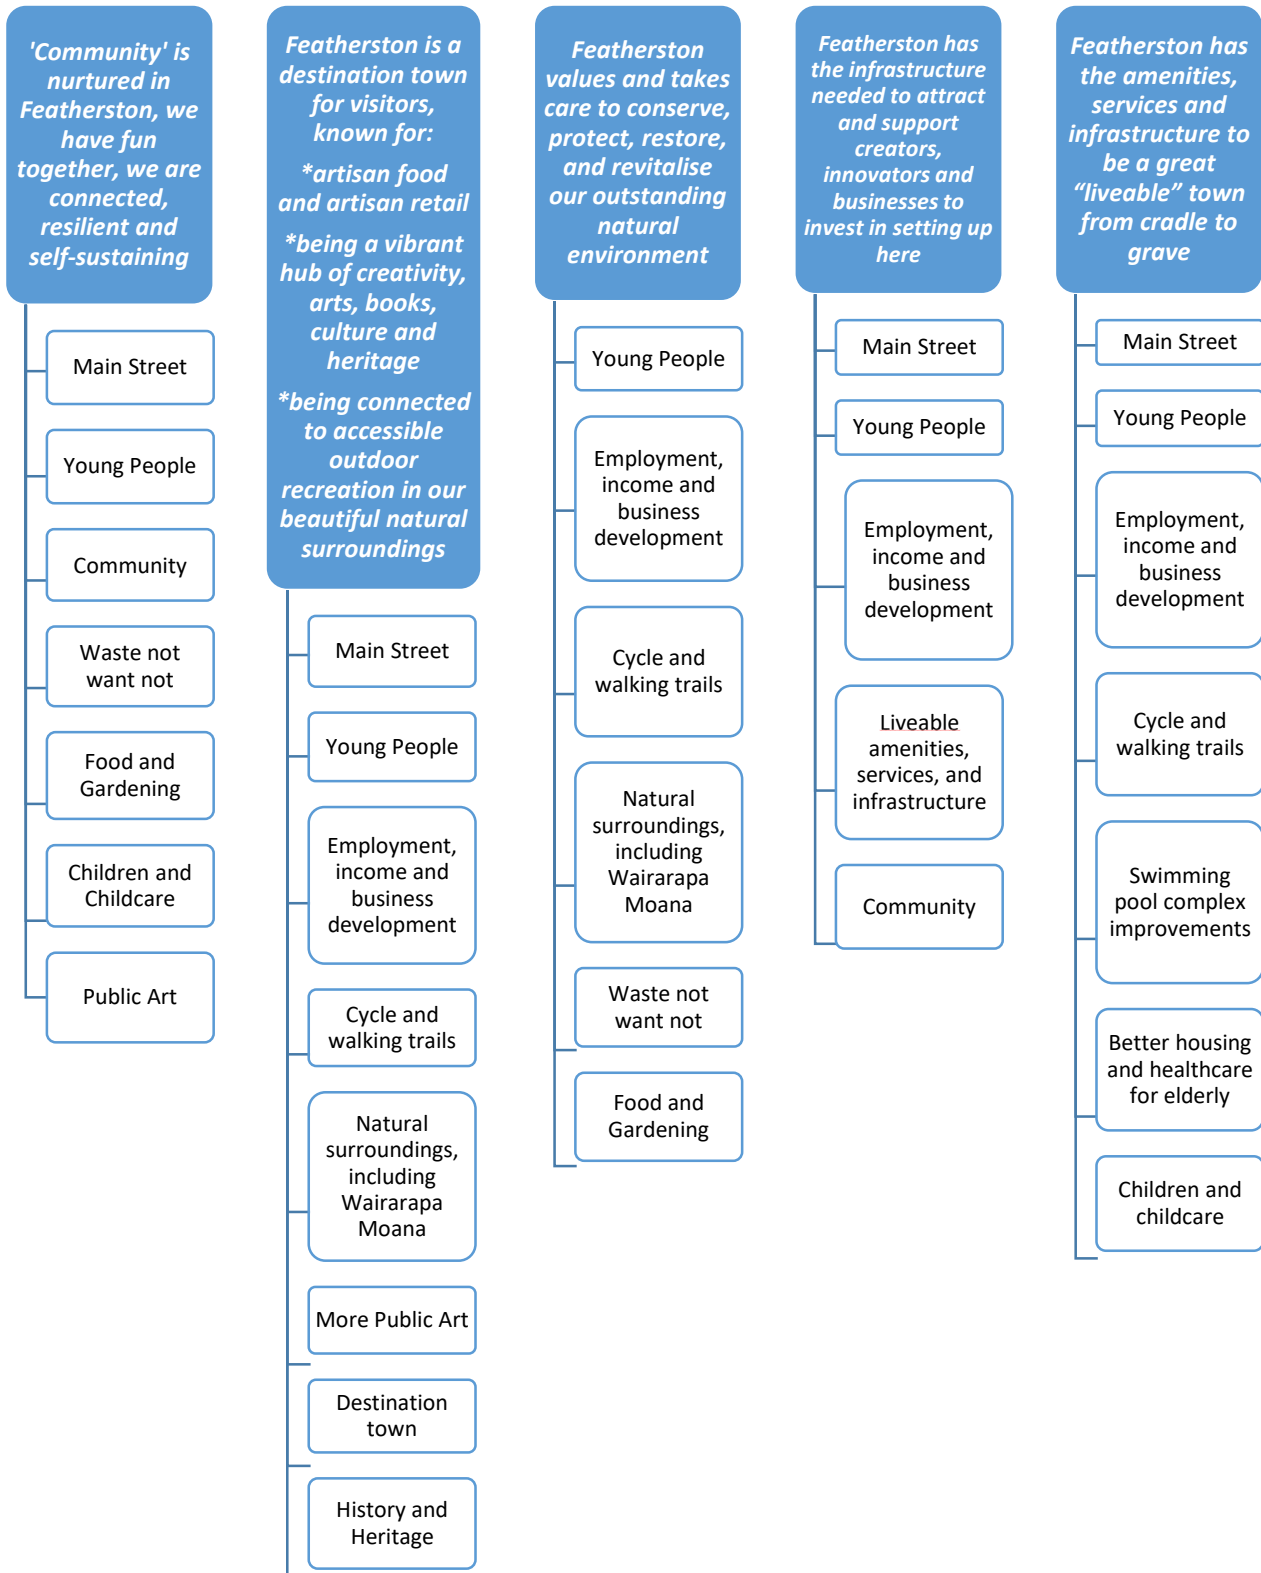 'Community' is
nurtured in
Featherston, we
have fun
together, we are
connected,
resilient and
self-sustaining
Main Street
Young People
Community
Waste not
want not
Food and
Gardening
Children and
Childcare
Public Art
Featherston is a
destination town
for visitors,
known for:
*artisan food
and artisan retail
*being a vibrant
hub of creativity,
arts, books,
culture and
heritage
*being connected
to accessible
outdoor
recreation in our
beautiful natural
surroundings
Main Street
Young People
Employment,
income and
business
development
Cycle and
walking trails
Natural
surroundings,
including
Wairarapa
Moana
More Public Art
Destination
town
History and
Heritage
Featherston
values and takes
care to conserve,
protect, restore,
and revitalise
our outstanding
natural
environment
Young People
Employment,
income and
business
development
Cycle and
walking trails
Natural
surroundings,
including
Wairarapa
Moana
Waste not
want not
Food and
Gardening
Featherston has
the infrastructure
needed to attract
and support
creators,
innovators and
businesses to
invest in setting up
here
Main Street
Young People
Employment,
income and
business
development
Liveable
amenities,
services, and
infrastructure
Community
Featherston has
the amenities,
services and
infrastructure to
be a great
“liveable” town
from cradle to
grave
Main Street
Young People
Employment,
income and
business
development
Cycle and
walking trails
Swimming
pool complex
improvements
Better housing
and healthcare
for elderly
Children and
childcare